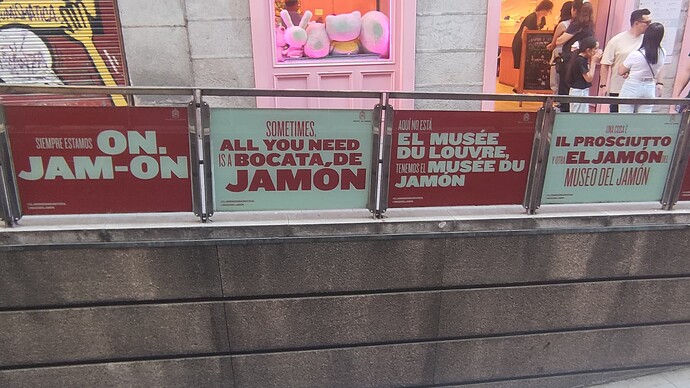 SIEMPRE ESTAMOS ON.
JAM-ON
SOMETIMES,
ALL YOU NEED
IS A BOCATA, DE
JAMÓN
AQUÍ NO ESTÁ
EL MUSÉE
DU LOUVRE,
TENEMOS EL MUSÉE DU
JAMÓN
UNA COSA É
IL PROSCIUTTO
Y OTRA EL JAMÓN DEL
MUSEO DEL JAMÓN